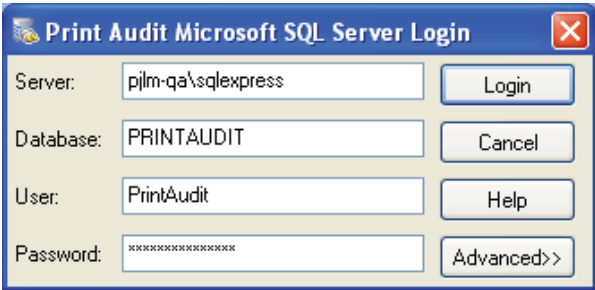 Print Audit Microsoft SQL Server Login
Server: pjlm-qa\sqlexpress Login
Database: PRINTAUDIT Cancel
User: PrintAudit Help
Password: *************** Advanced>>